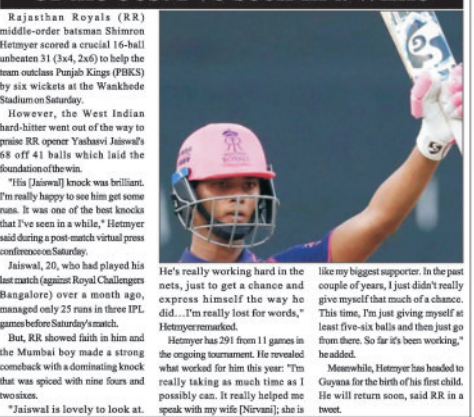 Rajasthan Royals (RR)
middle-order batsman Shimron
Hetmyer scored a crucial 16-ball
unbeaten 31 (3x4, 2x6) to help the
team outclass Punjab Kings (PBKS)
by six wickets at the Wankhede
Stadium on Saturday.
However, the West Indian
hard-hitter went out of the way to
praise RR opener Yashasvi Jaiswal's
68 off 41 balls which laid the
foundation of the win.
"His [Jaiswal] knock was brilliant.
I'm really happy to see him get some
runs. It was one of the best knocks
that I've seen in a while," Hetmyer
said during a post-match virtual press
conference on Saturday.
Jaiswal, 20, who had played his
last match (against Royal Challengers
Bangalore) over a month ago,
managed only 25 runs in three IPL
games before Saturday's match.
But, RR showed faith in him and
the Mumbai boy made a strong
comeback with a dominating knock
that was spiced with nine fours and
two sixes.
"Jaiswal is lovely to look at.
He's really working hard in the
nets, just to get a chance and
express himself the way he
did...I'm really lost for words,"
Hetmyer remarked.
Hetmyer has 291 from 11 games in
the ongoing tournament. He revealed
what worked for him this year: "I'm
really taking as much time as I
possibly can. It really helped me
speak with my wife [Nirvani]; she is
like my biggest supporter. In the past
couple of years, I just didn't really
give myself that much of a chance.
This time, I'm just giving myself at
least five-six balls and then just go
from there. So far it's been working,"
he added.
Meanwhile, Hetmyer has headed to
Guyana for the birth of his first child.
He will return soon, said RR in a
tweet.